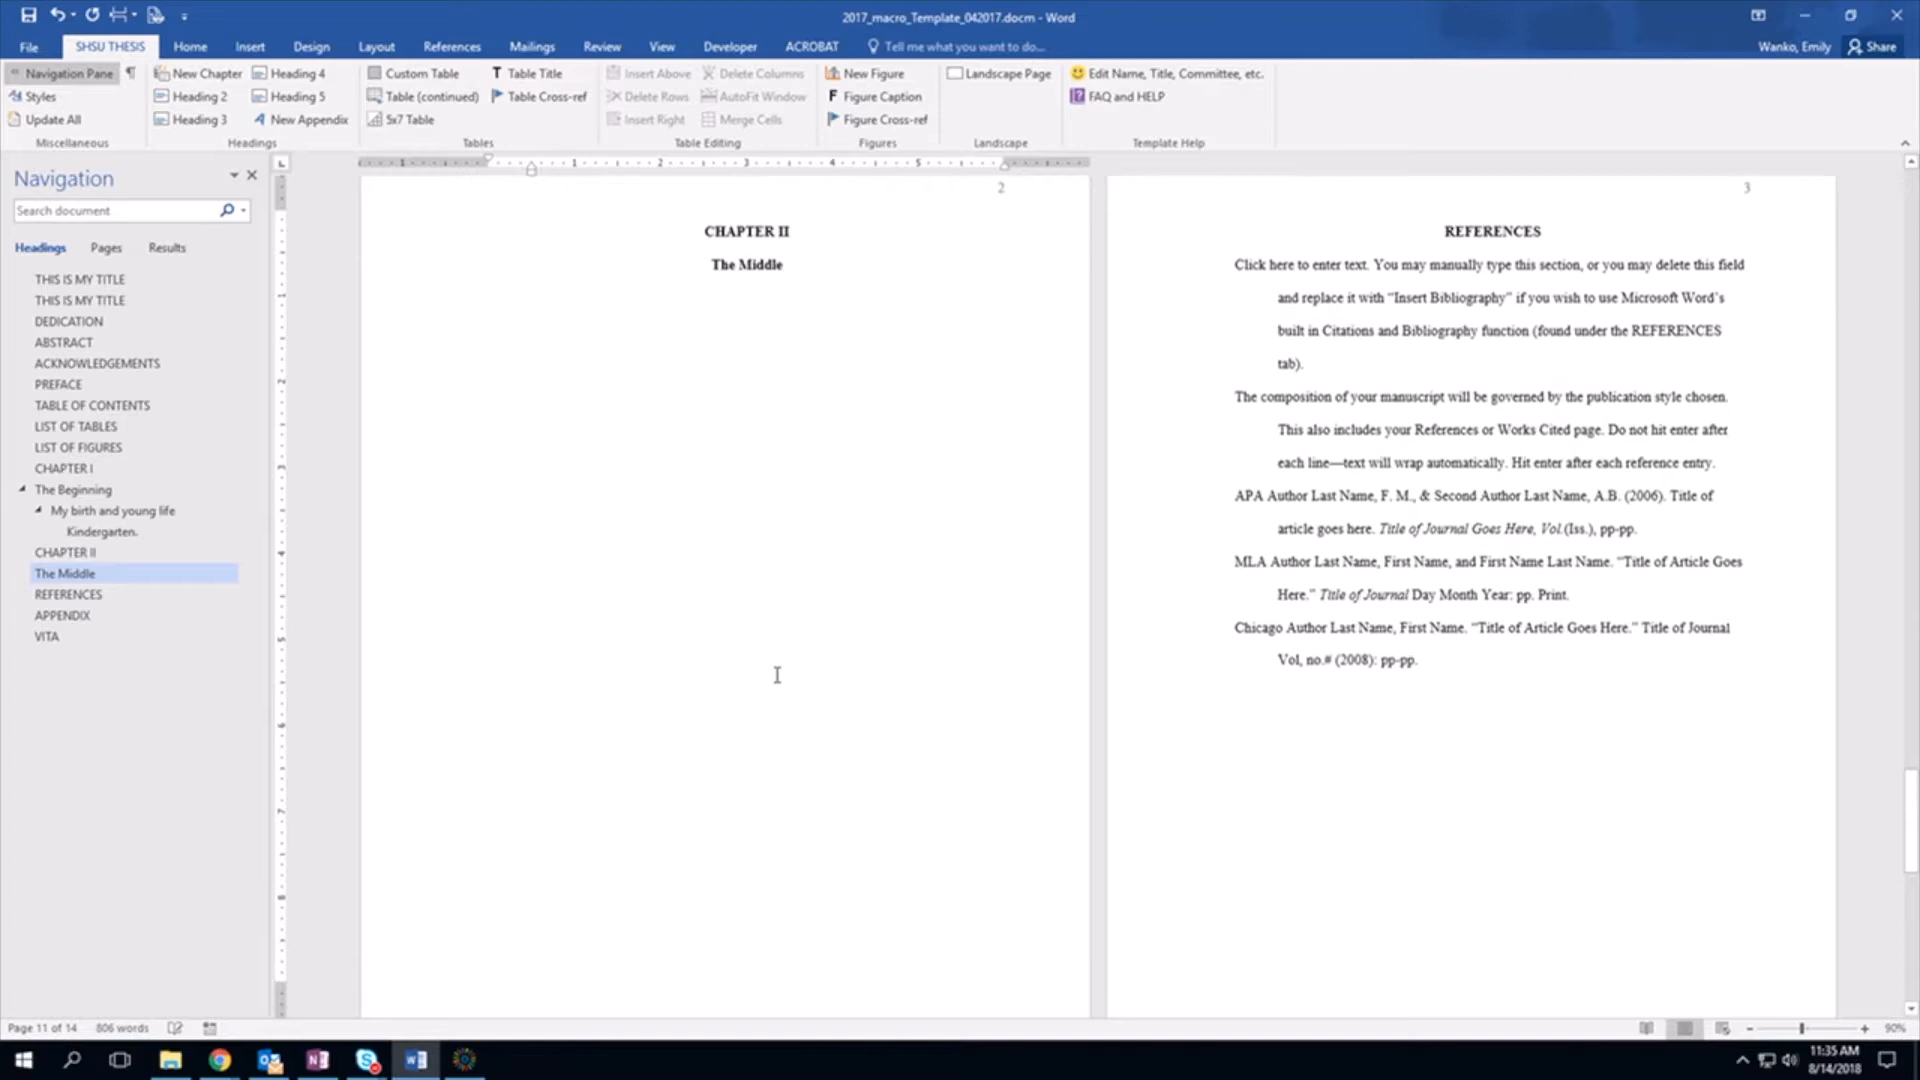 2017_macro_Template_042017.docm - Word
File SHSU THESIS Home Insert Design Layout References Mailings Review View Developer ACROBAT Tell me what you want to do... Wanko, Emily Share
Navigation Pane ¶ New Chapter Heading 4 Custom Table T Table Title Insert Above Delete Columns New Figure Landscape Page Edit Name, Title, Committee, etc.
Styles Heading 2 Heading 5 Table (continued) Table Cross-ref Delete Rows AutoFit Window F Figure Caption FAQ and HELP
Update All Heading 3 New Appendix 5x7 Table Insert Right Merge Cells Figure Cross-ref
Miscellaneous Headings Tables Table Editing Figures Landscape Template Help
Navigation
Search document
Headings Pages Results
THIS IS MY TITLE
THIS IS MY TITLE
DEDICATION
ABSTRACT
ACKNOWLEDGEMENTS
PREFACE
TABLE OF CONTENTS
LIST OF TABLES
LIST OF FIGURES
CHAPTER I
The Beginning
My birth and young life
Kindergarten.
CHAPTER II
The Middle
REFERENCES
APPENDIX
VITA
1 1 2 3 4 5
1
2
3
4
5
6
7
8
2
CHAPTER II
The Middle
3
REFERENCES
Click here to enter text. You may manually type this section, or you may delete this field
and replace it with “Insert Bibliography” if you wish to use Microsoft Word’s
built in Citations and Bibliography function (found under the REFERENCES
tab).
The composition of your manuscript will be governed by the publication style chosen.
This also includes your References or Works Cited page. Do not hit enter after
each line—text will wrap automatically. Hit enter after each reference entry.
APA Author Last Name, F. M., & Second Author Last Name, A.B. (2006). Title of
article goes here. Title of Journal Goes Here, Vol.(Iss.), pp-pp.
MLA Author Last Name, First Name, and First Name Last Name. “Title of Article Goes
Here.” Title of Journal Day Month Year: pp. Print.
Chicago Author Last Name, First Name. “Title of Article Goes Here.” Title of Journal
Vol, no.# (2008): pp-pp.
Page 11 of 14 806 words 90%
11:35 AM
8/14/2018